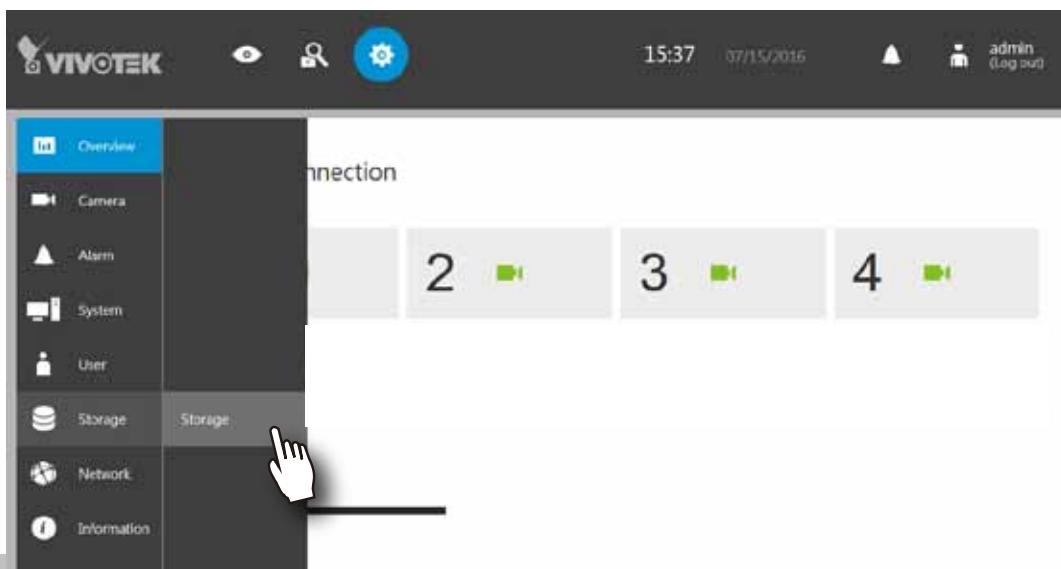 VIVOTEK 15:37 07/15/2016 admin
(Log out)
Overview
nnection
Camera
2 3 4
Alarm
System
User
Storage Storage
Network
Information